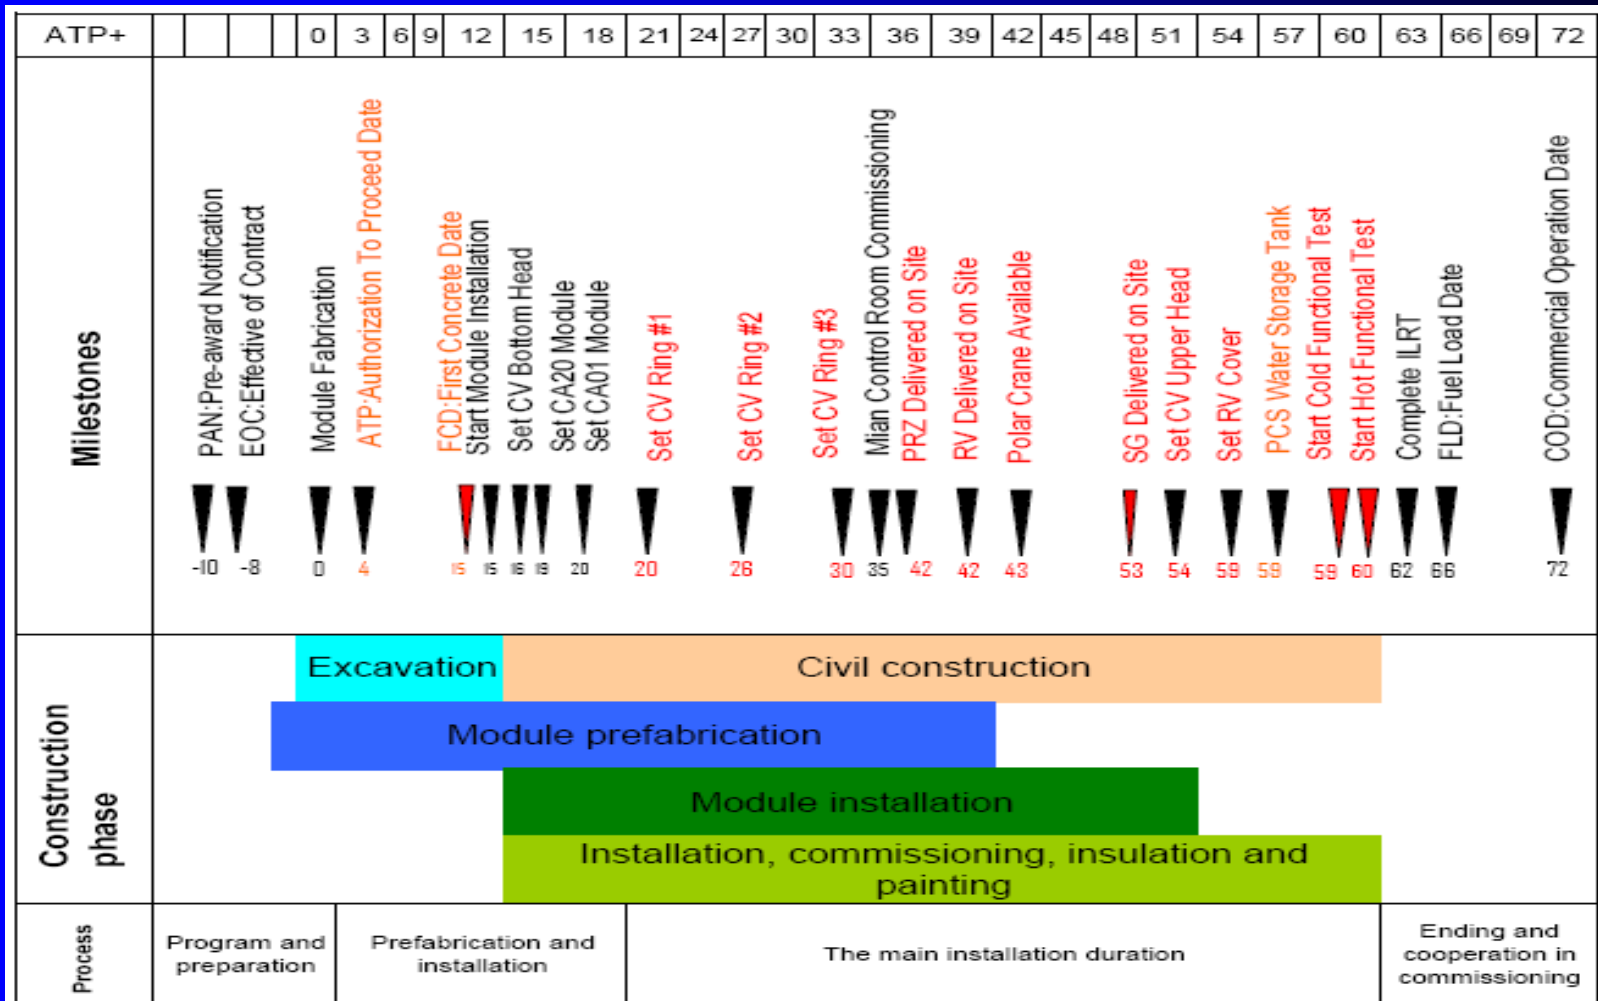 ATP+ 0 3 6 9 12 15 18 21 24 27 30 33 36 39 42 45 48 51 54 57 60 63 66 69 72
Milestones
PAN:Pre-award Notification
EOC:Effective of Contract
Module Fabrication
ATP:Authorization To Proceed Date
FCD:First Concrete Date
Start Module Installation
Set CV Bottom Head
Set CA20 Module
Set CA01 Module
Set CV Ring #1
Set CV Ring #2
Set CV Ring #3
Mian Control Room Commissioning
PRZ Delivered on Site
RV Delivered on Site
Polar Crane Available
SG Delivered on Site
Set CV Upper Head
Set RV Cover
PCS Water Storage Tank
Start Cold Functional Test
Start Hot Functional Test
Complete ILRT
FLD:Fuel Load Date
COD:Commercial Operation Date
-10 -8 0 4 15 15 16 19 20 20 26 30 35 42 42 43 53 54 59 59 59 60 62 66 72
Construction
phase
Excavation
Civil construction
Module prefabrication
Module installation
Installation, commissioning, insulation and
painting
Process
Program and
preparation
Prefabrication and
installation
The main installation duration
Ending and
cooperation in
commissioning